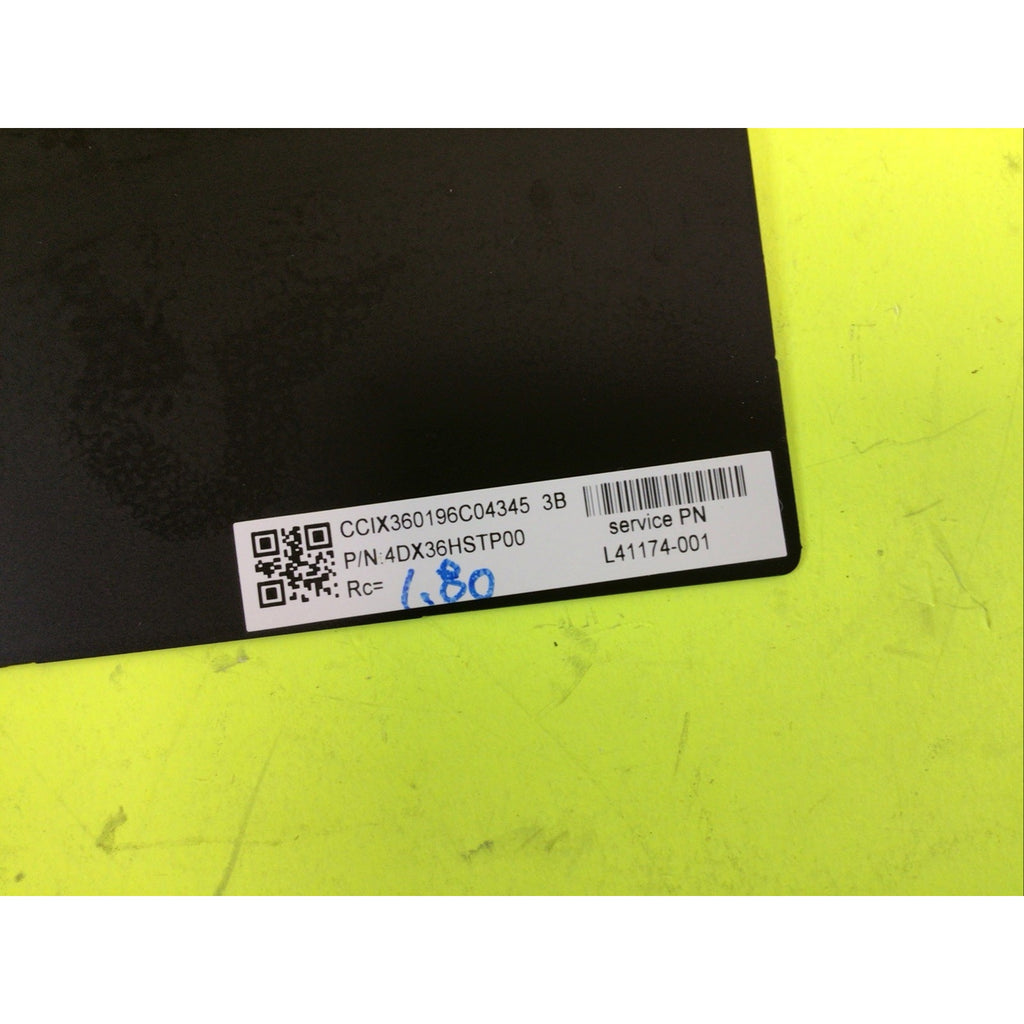 CCIX360196C04345 3B
P/N:4DX36HSTP00
Rc= 1.80
service PN
L41174-001